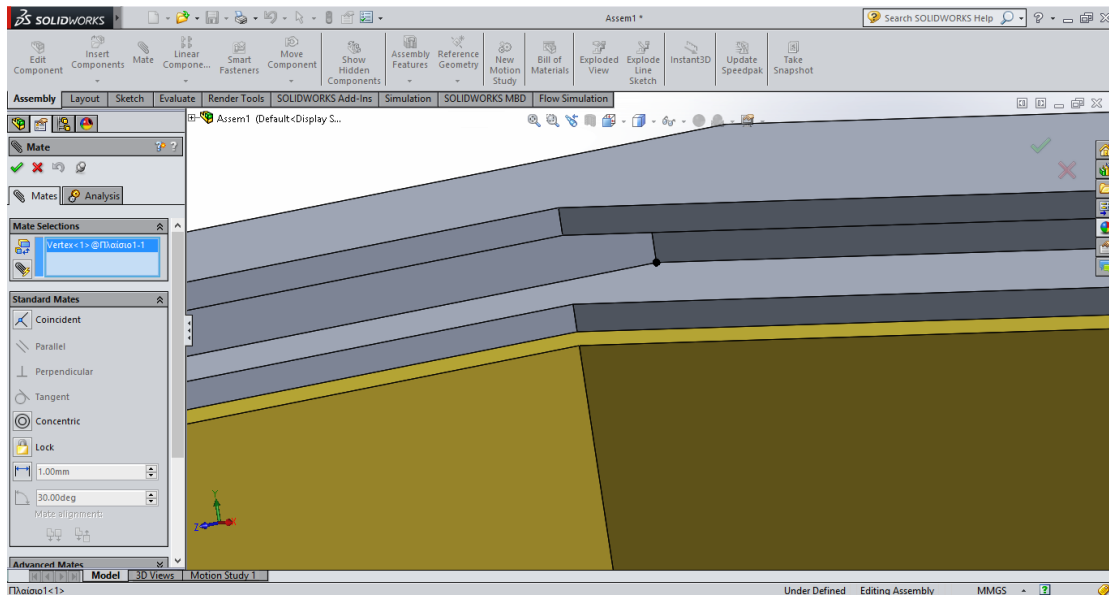 SOLIDWORKS
Assem1 *
Search SOLIDWORKS Help
Edit Component
Insert Components
Mate
Linear Compone...
Smart Fasteners
Move Component
Show Hidden Components
Assembly Features
Reference Geometry
New Motion Study
Bill of Materials
Exploded View
Explode Line Sketch
Instant3D
Update Speedpak
Take Snapshot
Assembly
Layout
Sketch
Evaluate
Render Tools
SOLIDWORKS Add-Ins
Simulation
SOLIDWORKS MBD
Flow Simulation
Assem1 (Default<Display S...
Mate
Mates
Analysis
Mate Selections
Vertex<1>@Πλαίσιο1-1
Standard Mates
Coincident
Parallel
Perpendicular
Tangent
Concentric
Lock
1.00mm
30.00deg
Mate alignment:
Advanced Mates
Y
Z
X
Model
3D Views
Motion Study 1
Πλαίσιο1<1>
Under Defined
Editing Assembly
MMGS